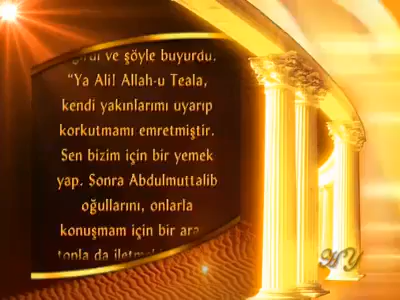 ve şöyle buyurdu.
“Ya Ali! Allah-u Teala,
kendi yakınlarımı uyarıp
korkutmamı emretmiştir.
Sen bizim için bir yemek
yap. Sonra Abdulmuttalib
oğullarını, onlarla
konuşmam için bir ara
topla da